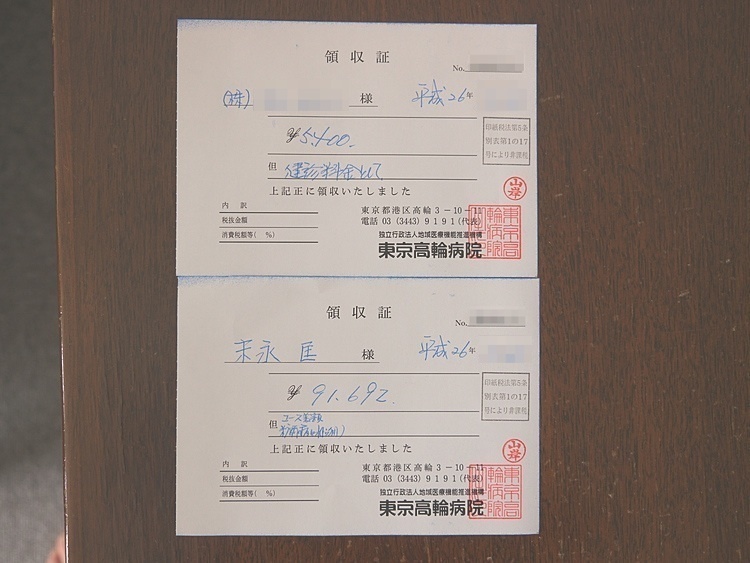 領収証
No.
(株) 様 平成26年
¥5,400.
但 健診料金として
上記正に領収いたしました
印紙税法第5条
別表第1の17
号により非課税
山岸
内訳
税抜金額
消費税額等( %)
東京都港区高輪3-10-11
電話 03 (3443) 9191 (代表)
独立行政法人地域医療機能推進機構
東京高輪病院
領収証
No.
末永 匡 様 平成26年
¥91,692.
但
上記正に領収いたしました
印紙税法第5条
別表第1の17
号により非課税
山岸
内訳
税抜金額
消費税額等( %)
東京都港区高輪3-10-11
電話 03 (3443) 9191 (代表)
独立行政法人地域医療機能推進機構
東京高輪病院